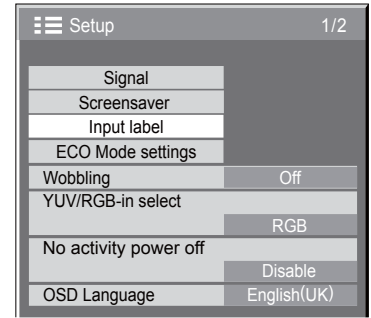 Setup 1/2
Signal
Screensaver
Input label
ECO Mode settings
Wobbling Off
YUV/RGB-in select
RGB
No activity power off
Disable
OSD Language English(UK)